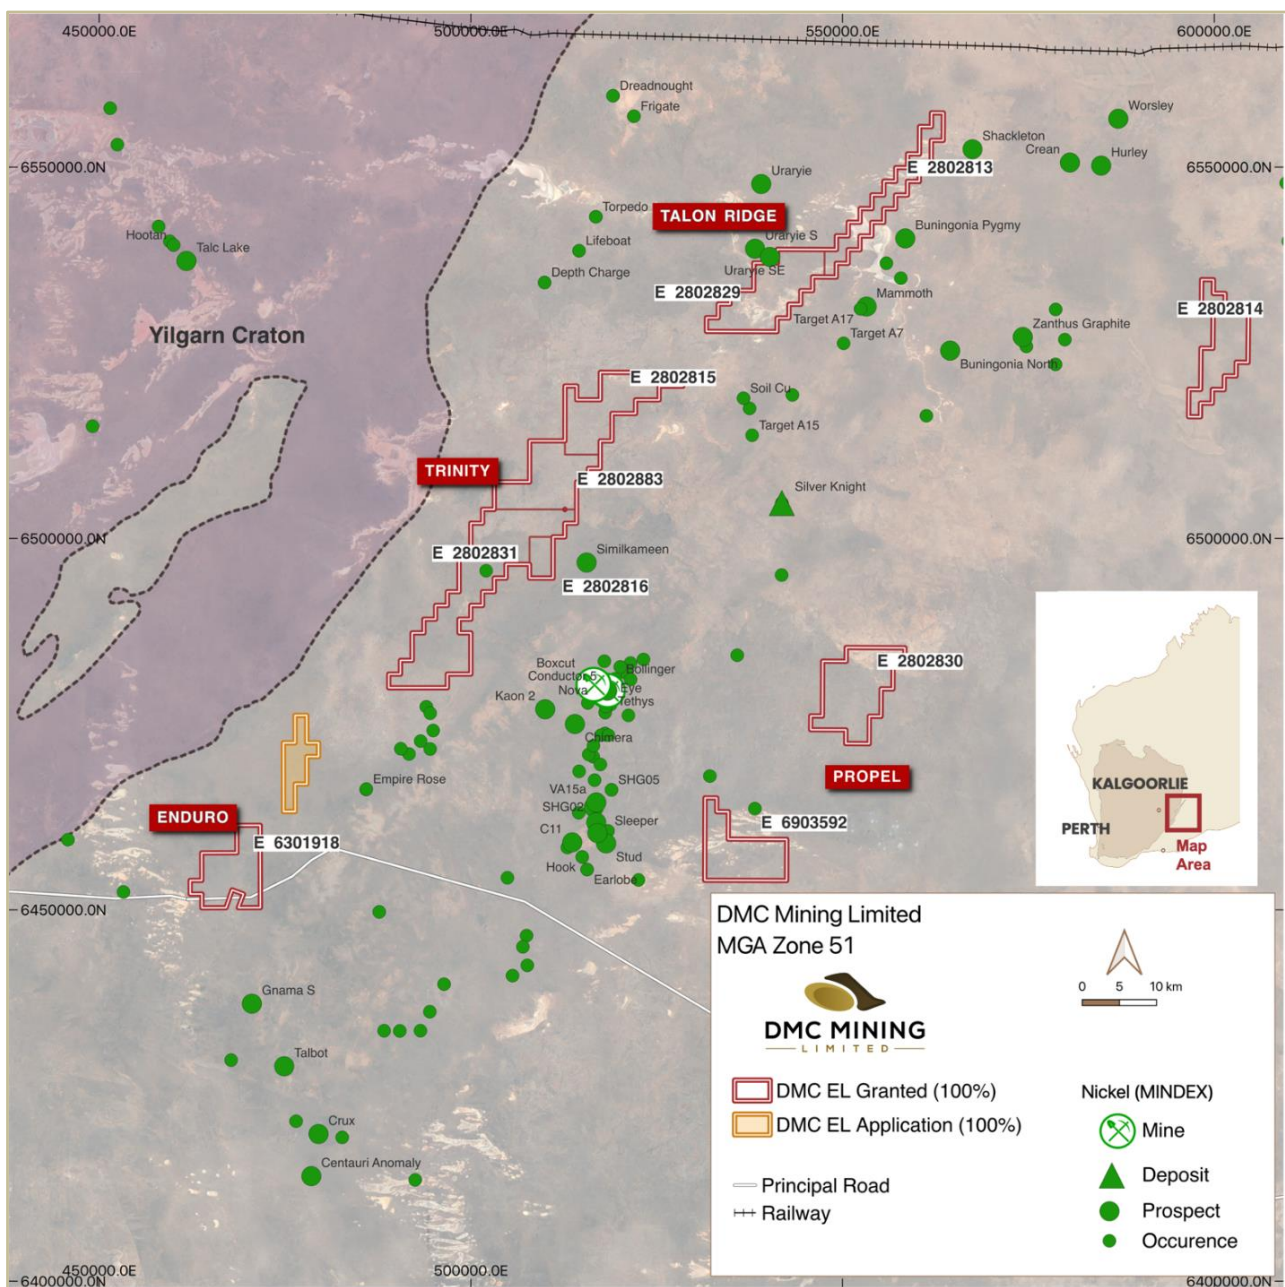 450000.0E
500000.0E
550000.0E
600000.0E
Dreadnought
Frigate
Worsley
Shackleton
Crean
Hurley
6550000.0N
6550000.0N
E 2802813
Uraryie
Torpedo
TALON RIDGE
Hootan
Talc Lake
Lifeboat
Uraryie S
Buningonia Pygmy
Depth Charge
Uraryie SE
E 2802829
Mammoth
E 2802814
Yilgarn Craton
Target A17
Target A7
Zanthus Graphite
Buningonia North
E 2802815
Soil Cu
Target A15
TRINITY
E 2802883
Silver Knight
6500000.0N
6500000.0N
E 2802831
Similkameen
E 2802816
Boxcut
Bollinger
Conductor 5
Nova
Eye
Tethys
Kaon 2
Chimera
E 2802830
PROPEL
Empire Rose
SHG05
VA15a
SHG02
ENDURO
E 6301918
C11
Sleeper
E 6903592
Stud
Hook
Earlobe
KALGOORLIE
PERTH
Map
Area
6450000.0N
Gnama S
Talbot
Crux
Centauri Anomaly
DMC Mining Limited
MGA Zone 51
0 5 10 km
DMC MINING
LIMITED
DMC EL Granted (100%)
DMC EL Application (100%)
Principal Road
Railway
Nickel (MINDEX)
Mine
Deposit
Prospect
Occurence
450000.0E
500000.0E
6400000.0N
6400000.0N